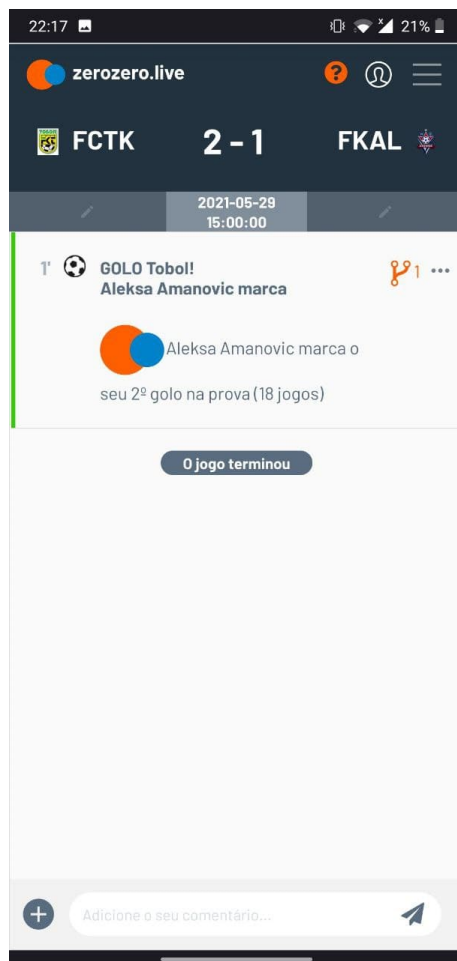 22:17
21%
zerozero.live
?
FCTK 2 - 1 FKAL
2021-05-29
15:00:00
1' GOLO Tobol! 1 ...
Aleksa Amanovic marca
Aleksa Amanovic marca o
seu 2º golo na prova (18 jogos)
O jogo terminou
Adicione o seu comentário...